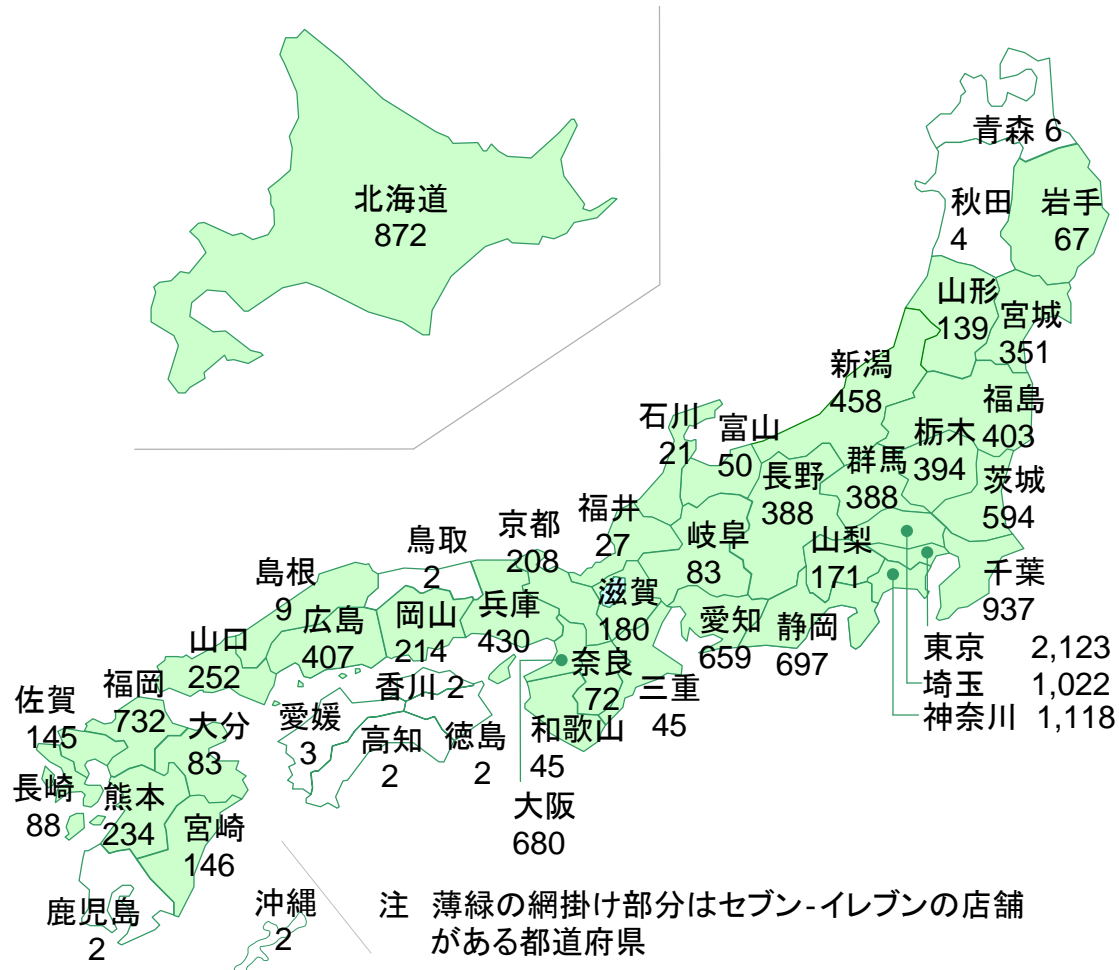 北海道
872
青森 6
秋田
4
岩手
67
山形
139
宮城
351
新潟
458
福島
403
石川
21
富山
50
栃木
394
群馬
388
長野
388
茨城
594
福井
27
岐阜
83
山梨
171
千葉
937
京都
208
鳥取
2
島根
9
滋賀
180
兵庫
430
岡山
214
広島
407
山口
252
愛知
659
静岡
697
東京 2,123
埼玉 1,022
神奈川 1,118
奈良
72
三重
45
和歌山
45
大阪
680
香川 2
愛媛
3
高知
2
徳島
2
福岡
732
佐賀
145
大分
83
長崎
88
熊本
234
宮崎
146
鹿児島
2
沖縄
2
注 薄緑の網掛け部分はセブン-イレブンの店舗
がある都道府県